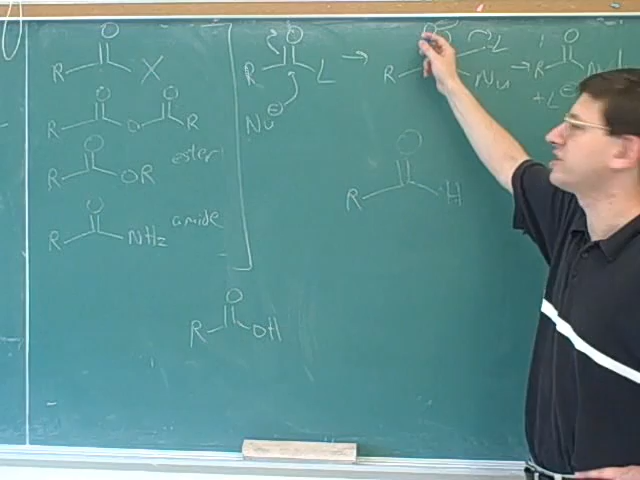 O
R X
O O
R O R
O
R OR ester
O
R NH2 amide
O
R OH
O
R L
Nu⊖
→
O L
R Nu
→
O
R Nu
+L⊖
O
R H